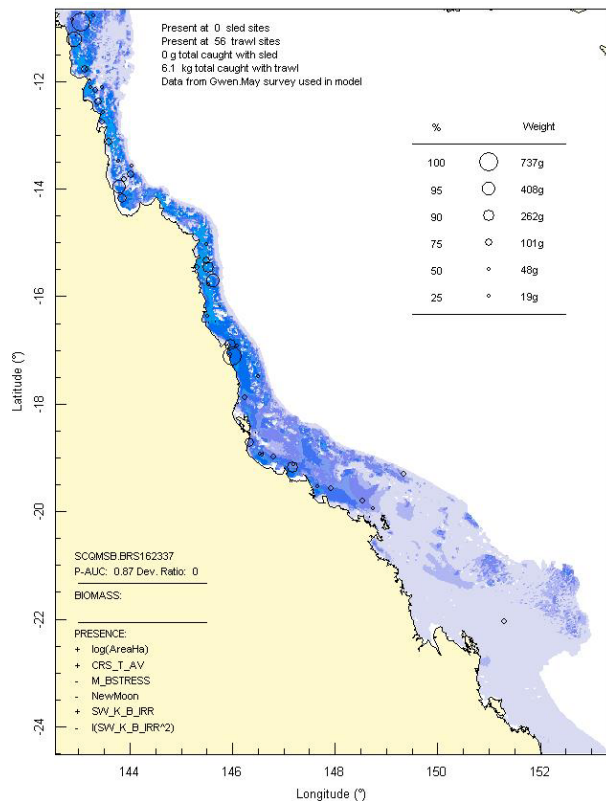 Present at 0 sled sites
Present at 56 trawl sites
0 g total caught with sled
6.1 kg total caught with trawl
Data from Gwen.May survey used in model
% Weight
100 737g
95 408g
90 262g
75 101g
50 48g
25 19g
-12
-14
-16
-18
-20
-22
-24
Latitude (°)
SCQMSB.BRS162337
P-AUC: 0.87 Dev. Ratio: 0
BIOMASS:
PRESENCE:
+ log(AreaHa)
+ CRS_T_AV
- M_BSTRESS
- NewMoon
+ SW_K_B_IRR
- I(SW_K_B_IRR^2)
144 146 148 150 152
Longitude (°)